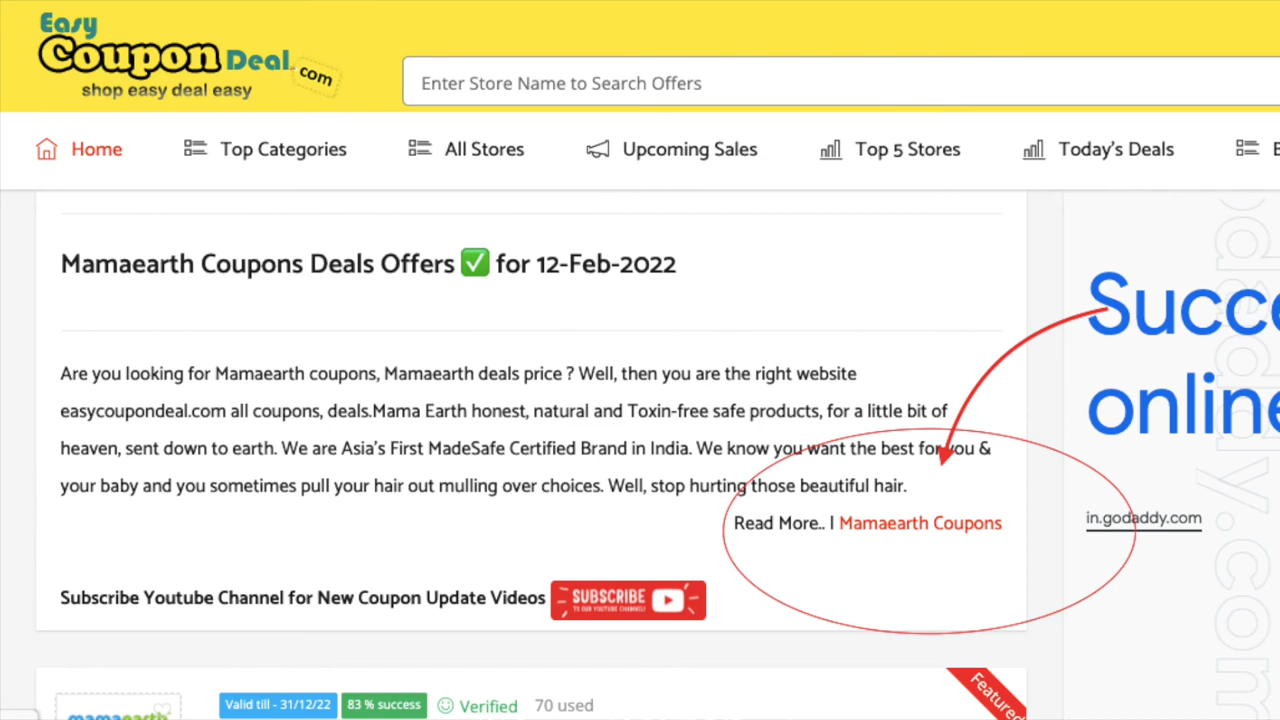 Easy
Coupon Deal.com
shop easy deal easy
Enter Store Name to Search Offers
Home Top Categories All Stores Upcoming Sales Top 5 Stores Today's Deals
Mamaearth Coupons Deals Offers ✅ for 12-Feb-2022
Are you looking for Mamaearth coupons, Mamaearth deals price ? Well, then you are the right website
easycoupondeal.com all coupons, deals.Mama Earth honest, natural and Toxin-free safe products, for a little bit of
heaven, sent down to earth. We are Asia's First MadeSafe Certified Brand in India. We know you want the best for you &
your baby and you sometimes pull your hair out mulling over choices. Well, stop hurting those beautiful hair.
Read More.. | Mamaearth Coupons
Succe
online
in.godaddy.com
Subscribe Youtube Channel for New Coupon Update Videos SUBSCRIBE
TO OUR YOUTUBE CHANNEL!
Valid till - 31/12/22 83 % success Verified 70 used
Featured
mamaearth